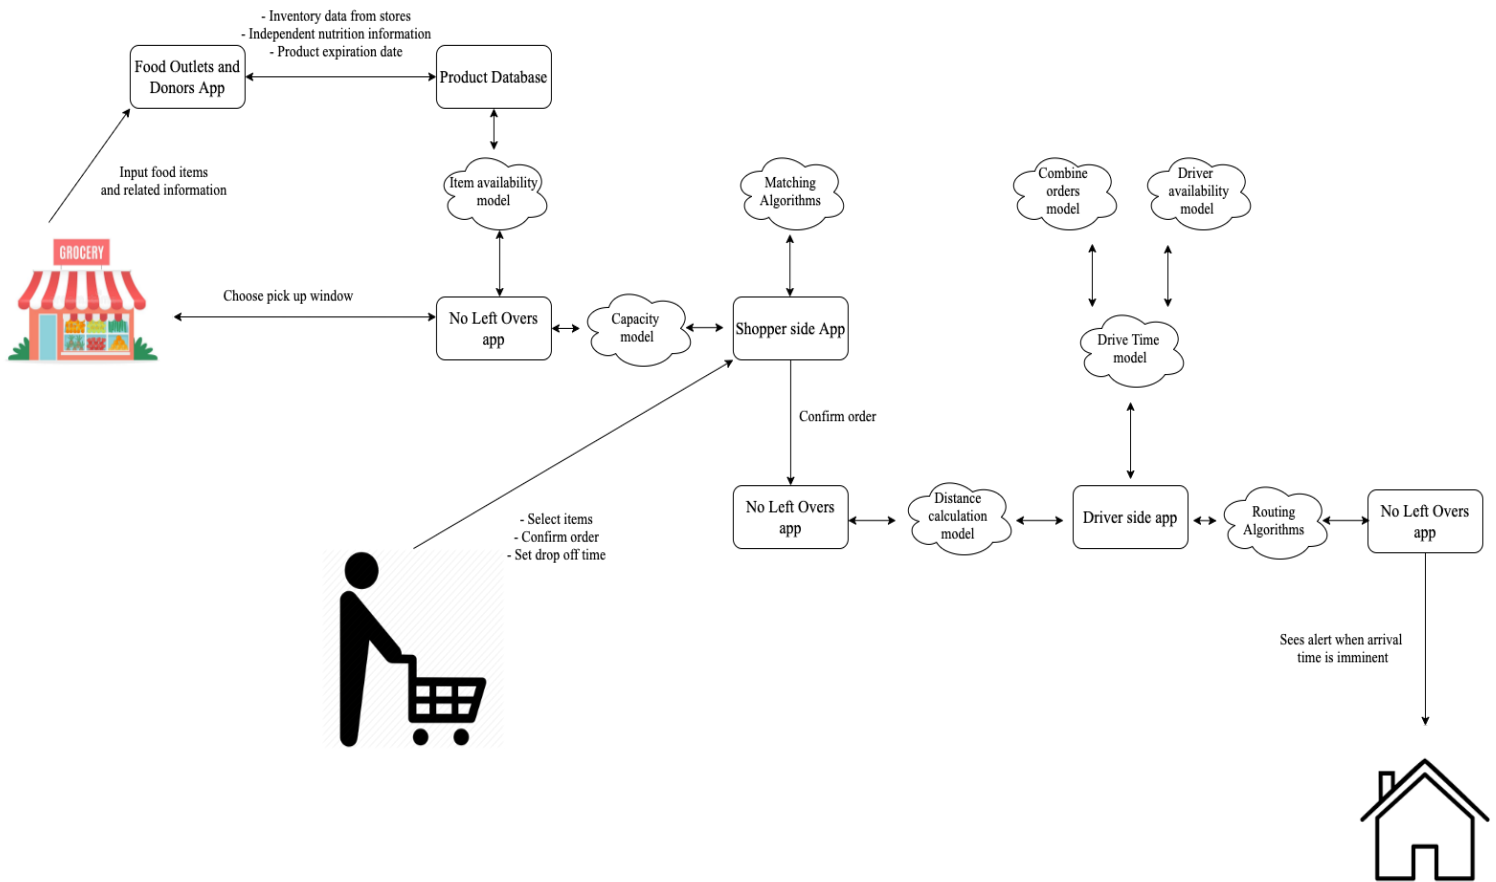 - Inventory data from stores
- Independent nutrition information
- Product expiration date
Food Outlets and
Donors App
Product Database
Input food items
and related information
Item availability
model
Matching
Algorithms
Combine
orders
model
Driver
availability
model
GROCERY
Choose pick up window
No Left Overs
app
Capacity
model
Shopper side App
Drive Time
model
Confirm order
- Select items
- Confirm order
- Set drop off time
No Left Overs
app
Distance
calculation
model
Driver side app
Routing
Algorithms
No Left Overs
app
Sees alert when arrival
time is imminent